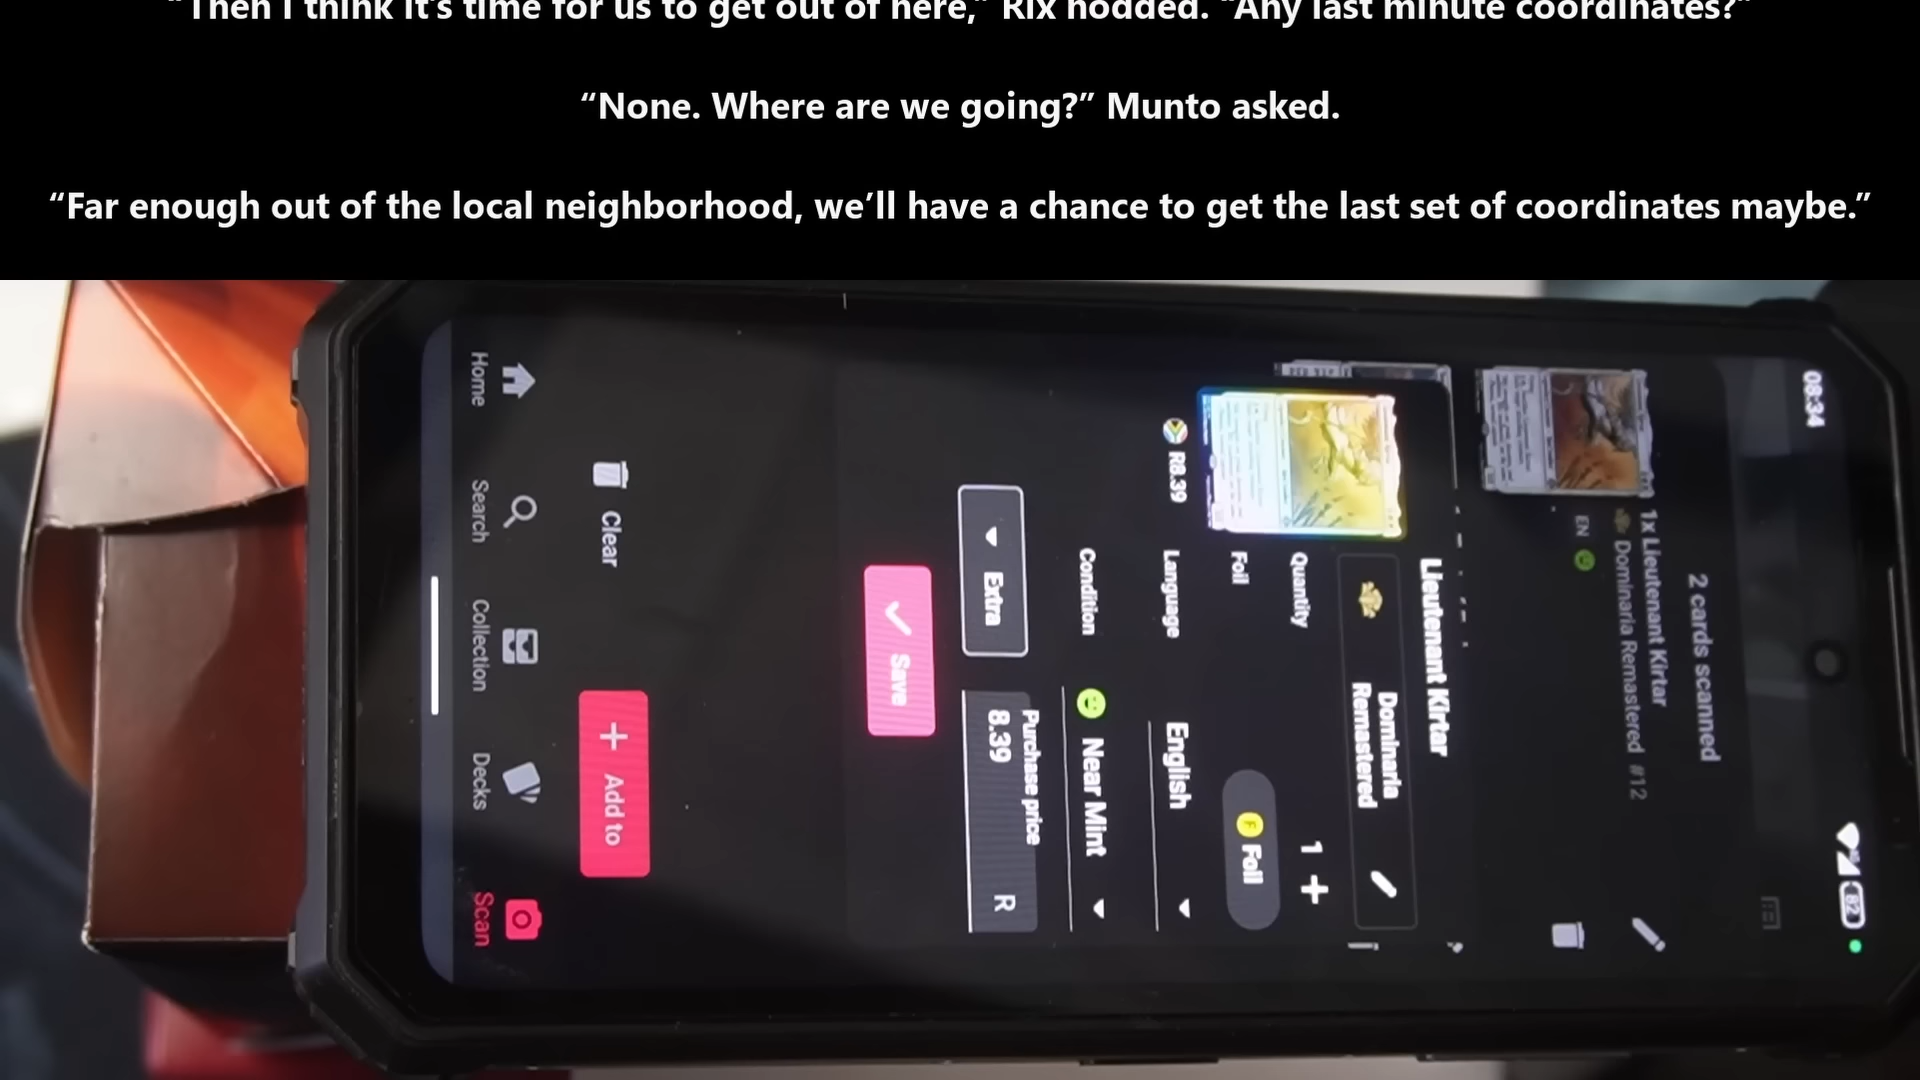 “Then I think it’s time for us to get out of here,” Rix nodded. “Any last minute coordinates?”
“None. Where are we going?” Munto asked.
“Far enough out of the local neighborhood, we’ll have a chance to get the last set of coordinates maybe.”
08:34
82
2 cards scanned
1x Lieutenant Kirtar
Dominaria Remastered #12
EN
Lieutenant Kirtar
Dominaria
Remastered
Quantity
1 +
Foil
F Foil
R8.39
Language
English
Condition
Near Mint
Extra
Purchase price
8.39
R
Save
Clear
+ Add to
Home
Search
Collection
Decks
Scan